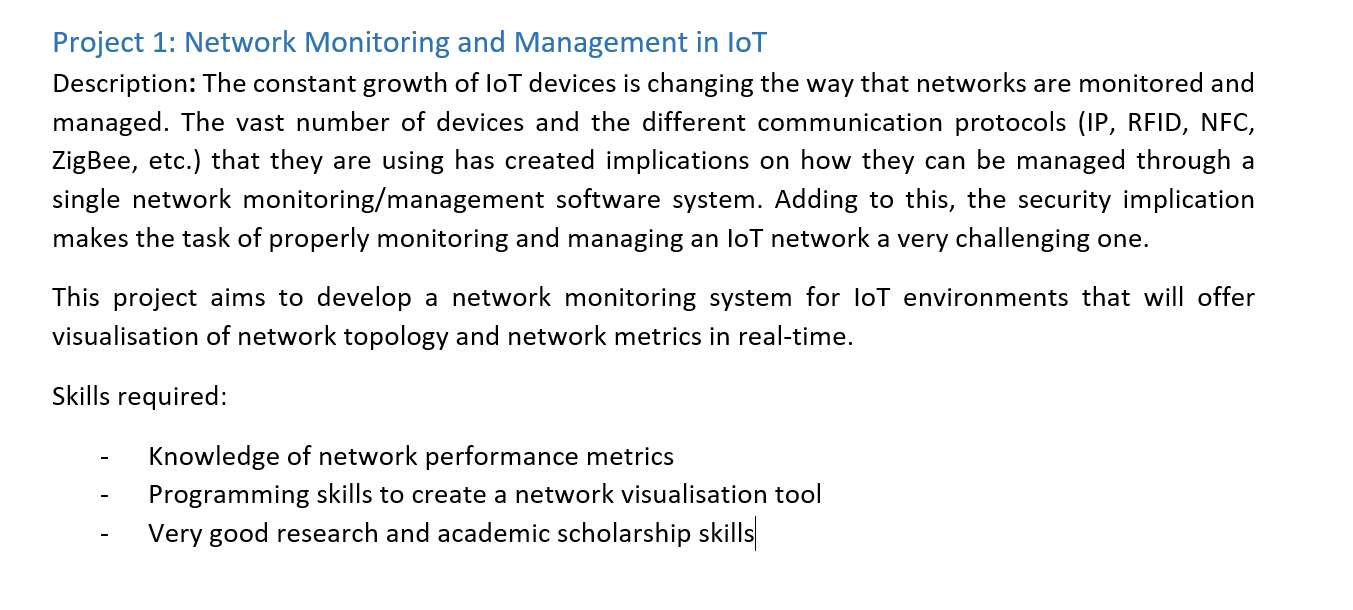 Project 1: Network Monitoring and Management in IoT
Description: The constant growth of IoT devices is changing the way that networks are monitored and
managed. The vast number of devices and the different communication protocols (IP, RFID, NFC,
ZigBee, etc.) that they are using has created implications on how they can be managed through a
single network monitoring/management software system. Adding to this, the security implication
makes the task of properly monitoring and managing an IoT network a very challenging one.
This project aims to develop a network monitoring system for IoT environments that will offer
visualisation of network topology and network metrics in real-time.
Skills required:
- Knowledge of network performance metrics
- Programming skills to create a network visualisation tool
- Very good research and academic scholarship skills